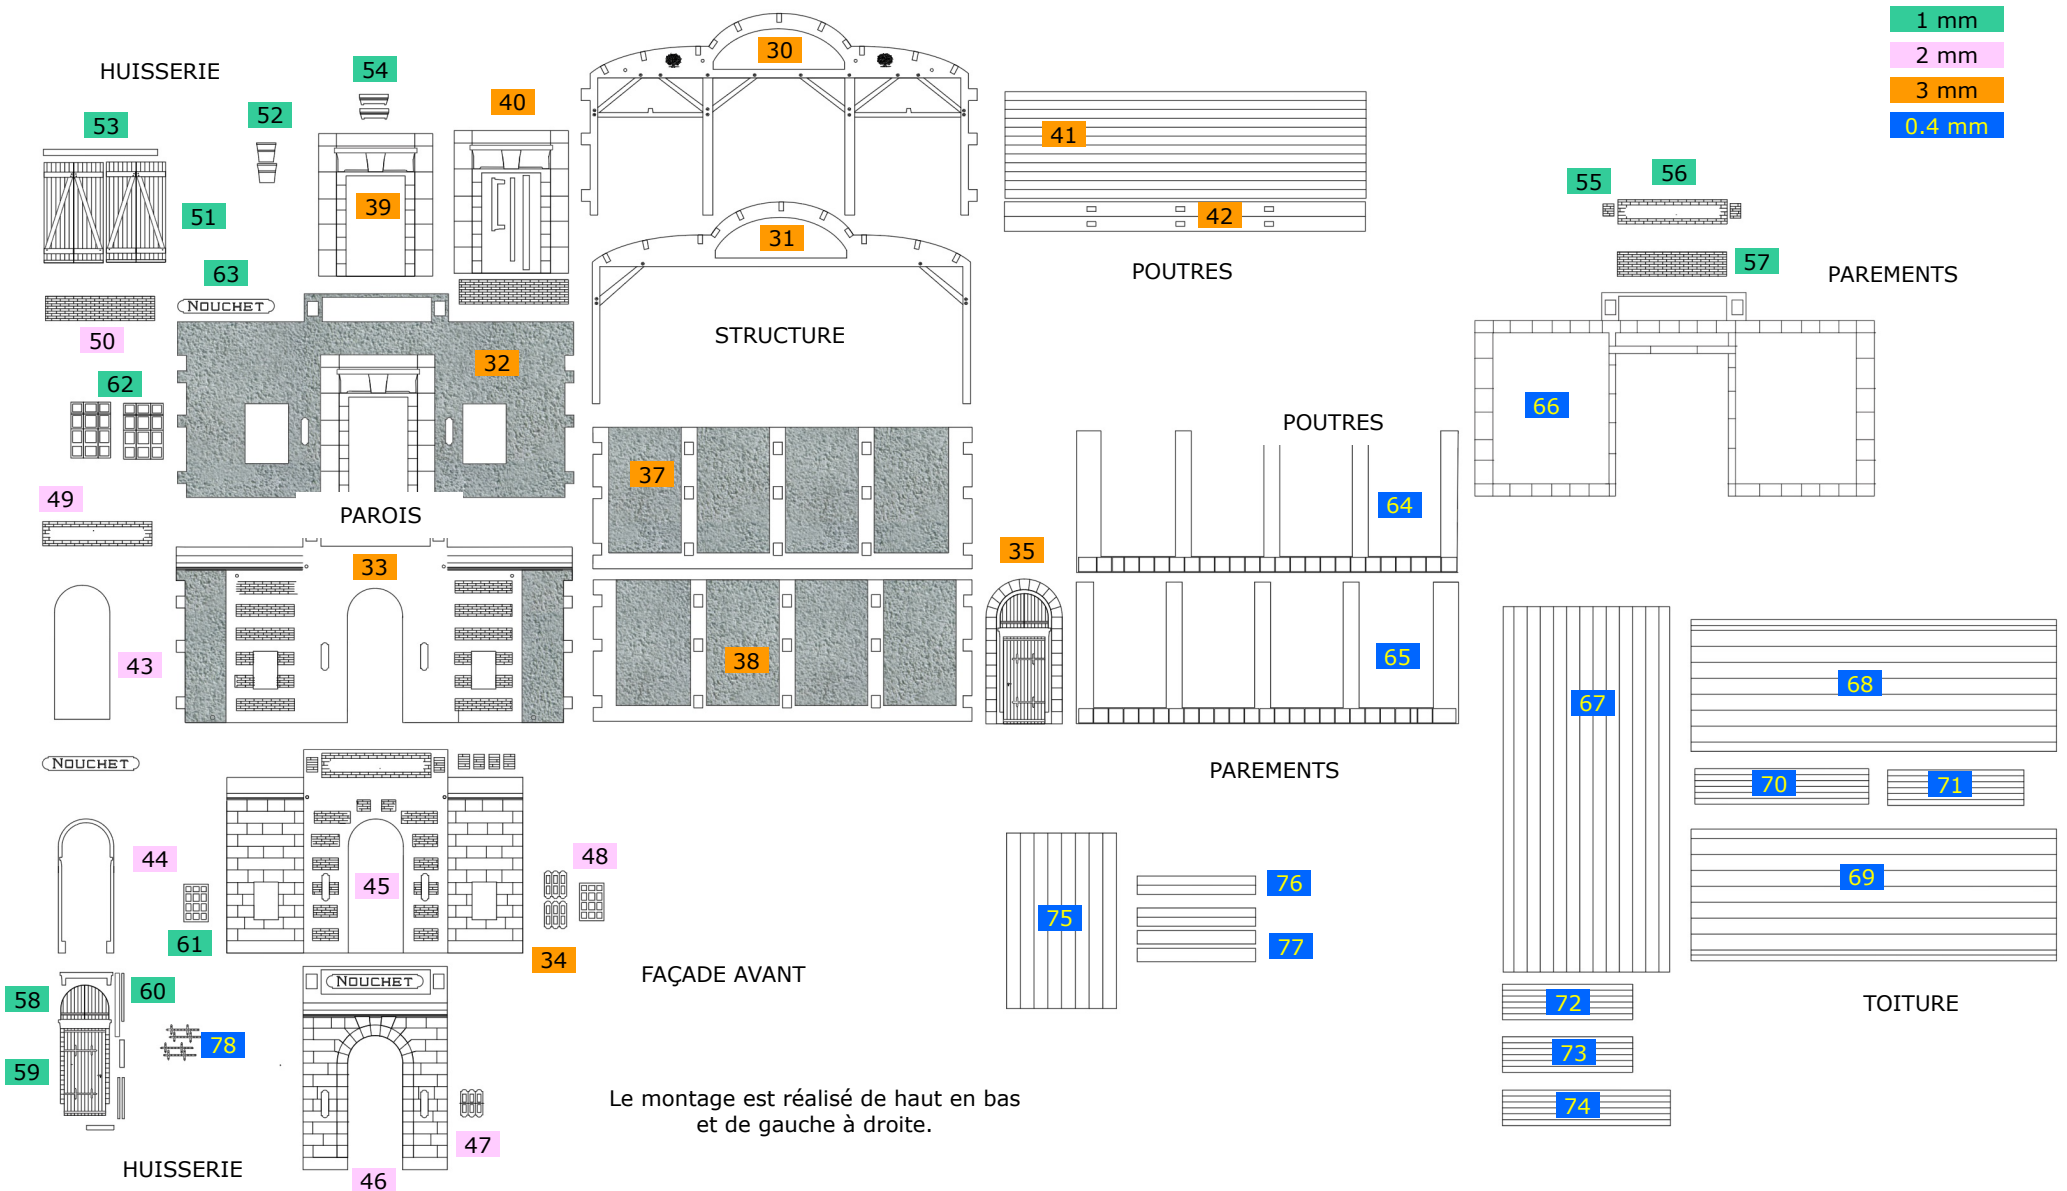 1 mm
2 mm
3 mm
0.4 mm
HUISSERIE
54
40
30
53
52
41
39
51
42
31
55
56
57
63
NOUCHET
POUTRES
PAREMENTS
50
32
STRUCTURE
62
66
POUTRES
49
37
64
PAROIS
33
35
43
38
65
67
68
NOUCHET
PAREMENTS
70
71
44
48
45
76
75
69
61
34
77
FAÇADE AVANT
58
60
NOUCHET
72
TOITURE
78
73
59
Le montage est réalisé de haut en bas
et de gauche à droite.
74
47
HUISSERIE
46